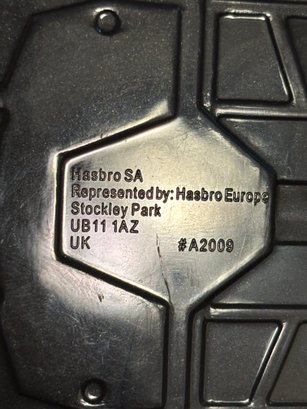 Hasbro SA
Represented by: Hasbro Europe
Stockley Park
UB11 1AZ
UK #A2009